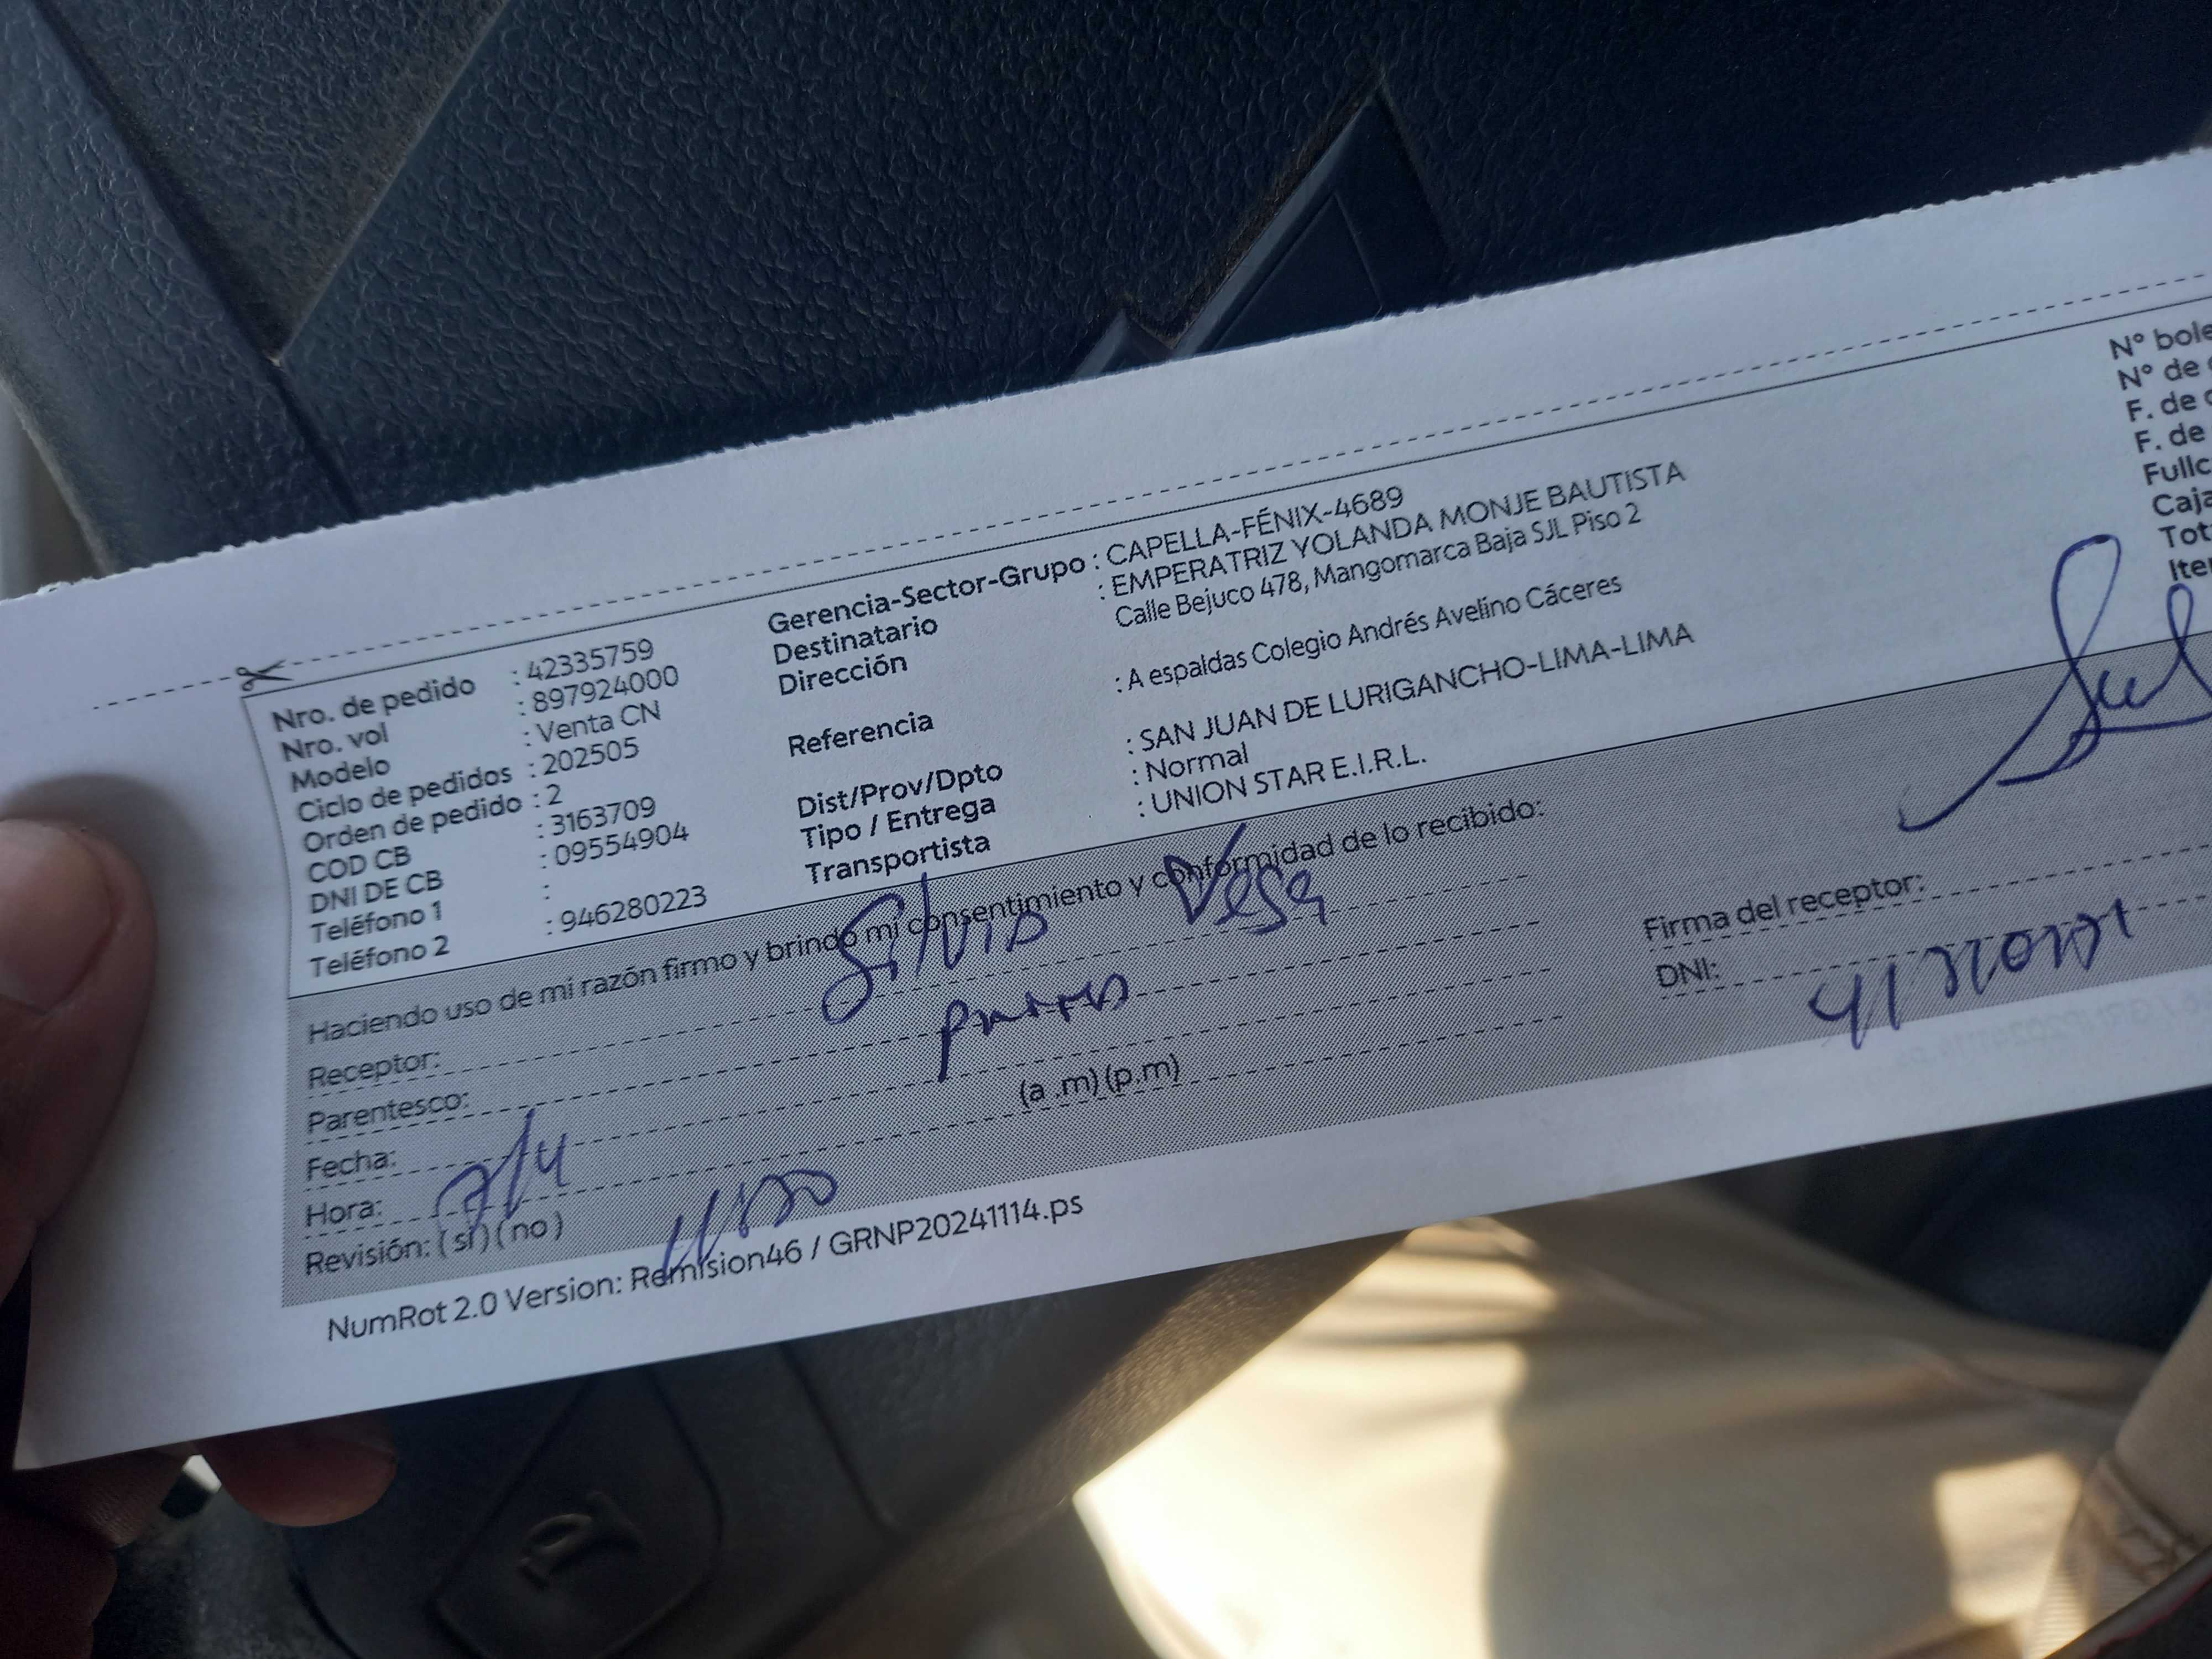 Nro. de pedido : 42335759
Nro. vol : 897924000
Modelo : Venta CN
Ciclo de pedidos : 202505
Orden de pedido : 2
COD CB : 3163709
DNI DE CB : 09554904
Teléfono 1 :
Teléfono 2 : 946280223
Gerencia-Sector-Grupo : CAPELLA-FÉNIX-4689
Destinatario : EMPERATRIZ YOLANDA MONJE BAUTISTA
Dirección Calle Bejuco 478, Mangomarca Baja SJL Piso 2
Referencia : A espaldas Colegio Andrés Avelino Cáceres
Dist/Prov/Dpto : SAN JUAN DE LURIGANCHO-LIMA-LIMA
Tipo / Entrega : Normal
Transportista : UNION STAR E.I.R.L.
N° bole
N° de
F. de
F. de
Fullc
Caja
Tot
Ite
Haciendo uso de mi razón firmo y brindo mi consentimiento y conformidad de lo recibido:
Receptor: Silvia Vega
Parentesco:
Fecha: 7/4
Hora: (a .m) (p.m)
Revisión: ( sí ) ( no )
Firma del receptor:
DNI:
NumRot 2.0 Version: Remision46 / GRNP20241114.ps